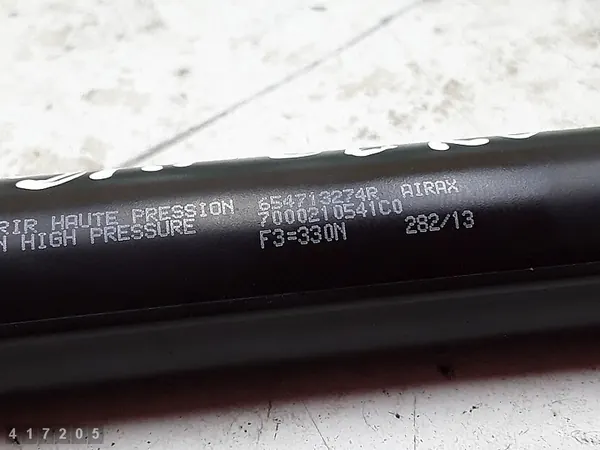 RIR HAUTE PRESSION 654713274R AIRAX
N HIGH PRESSURE 7000210541C0
F3=330N 282/13
417205